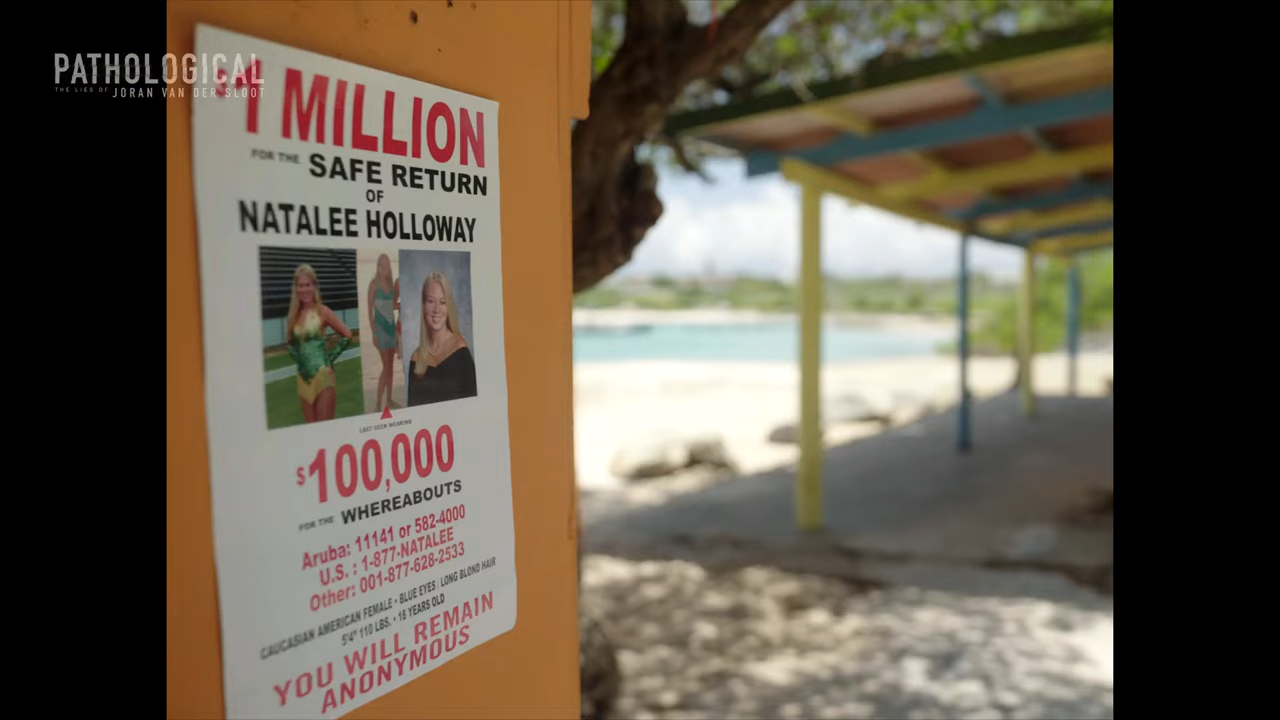 PATHOLOGICAL
THE LIES OF JORAN VAN DER SLOOT
$1 MILLION
FOR THE SAFE RETURN
OF
NATALEE HOLLOWAY
LAST SEEN WEARING
$100,000
FOR THE WHEREABOUTS
Aruba: 11141 or 582-4000
U.S. : 1-877-NATALEE
Other: 001-877-628-2533
CAUCASIAN AMERICAN FEMALE • BLUE EYES | LONG BLOND HAIR
5'4" 110 LBS. • 18 YEARS OLD
YOU WILL REMAIN
ANONYMOUS